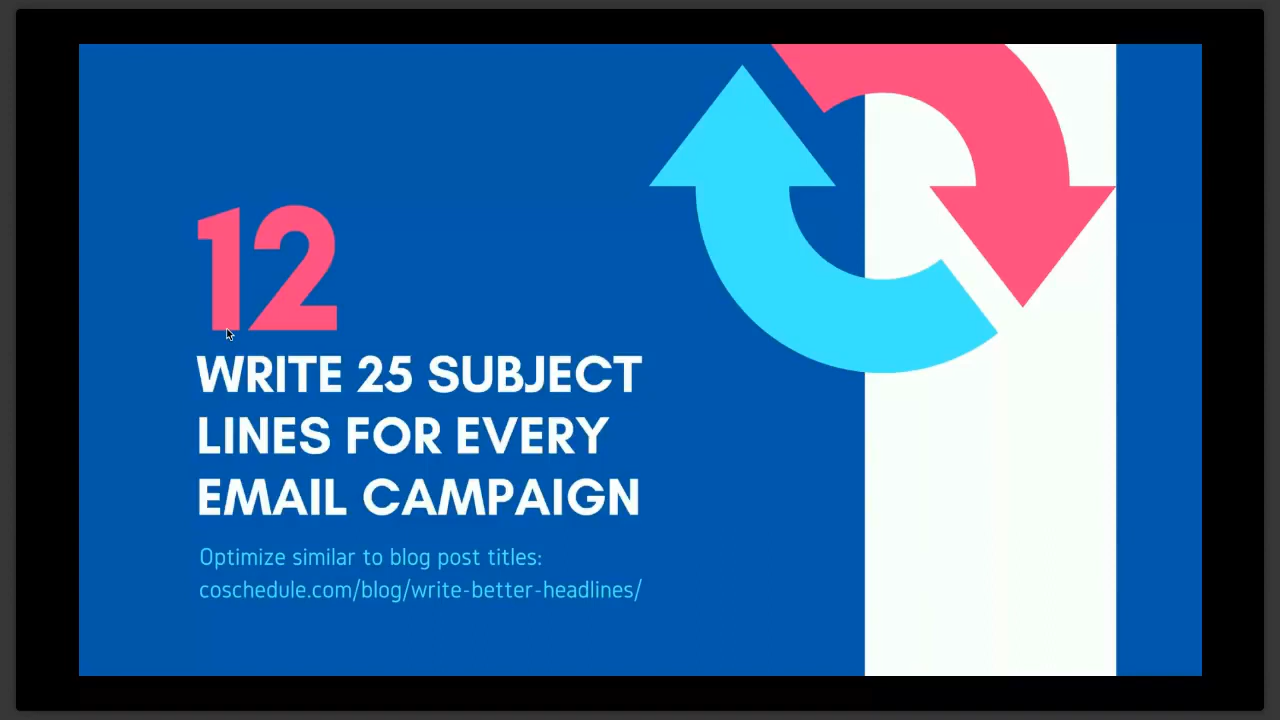 12
WRITE 25 SUBJECT
LINES FOR EVERY
EMAIL CAMPAIGN
Optimize similar to blog post titles:
coschedule.com/blog/write-better-headlines/